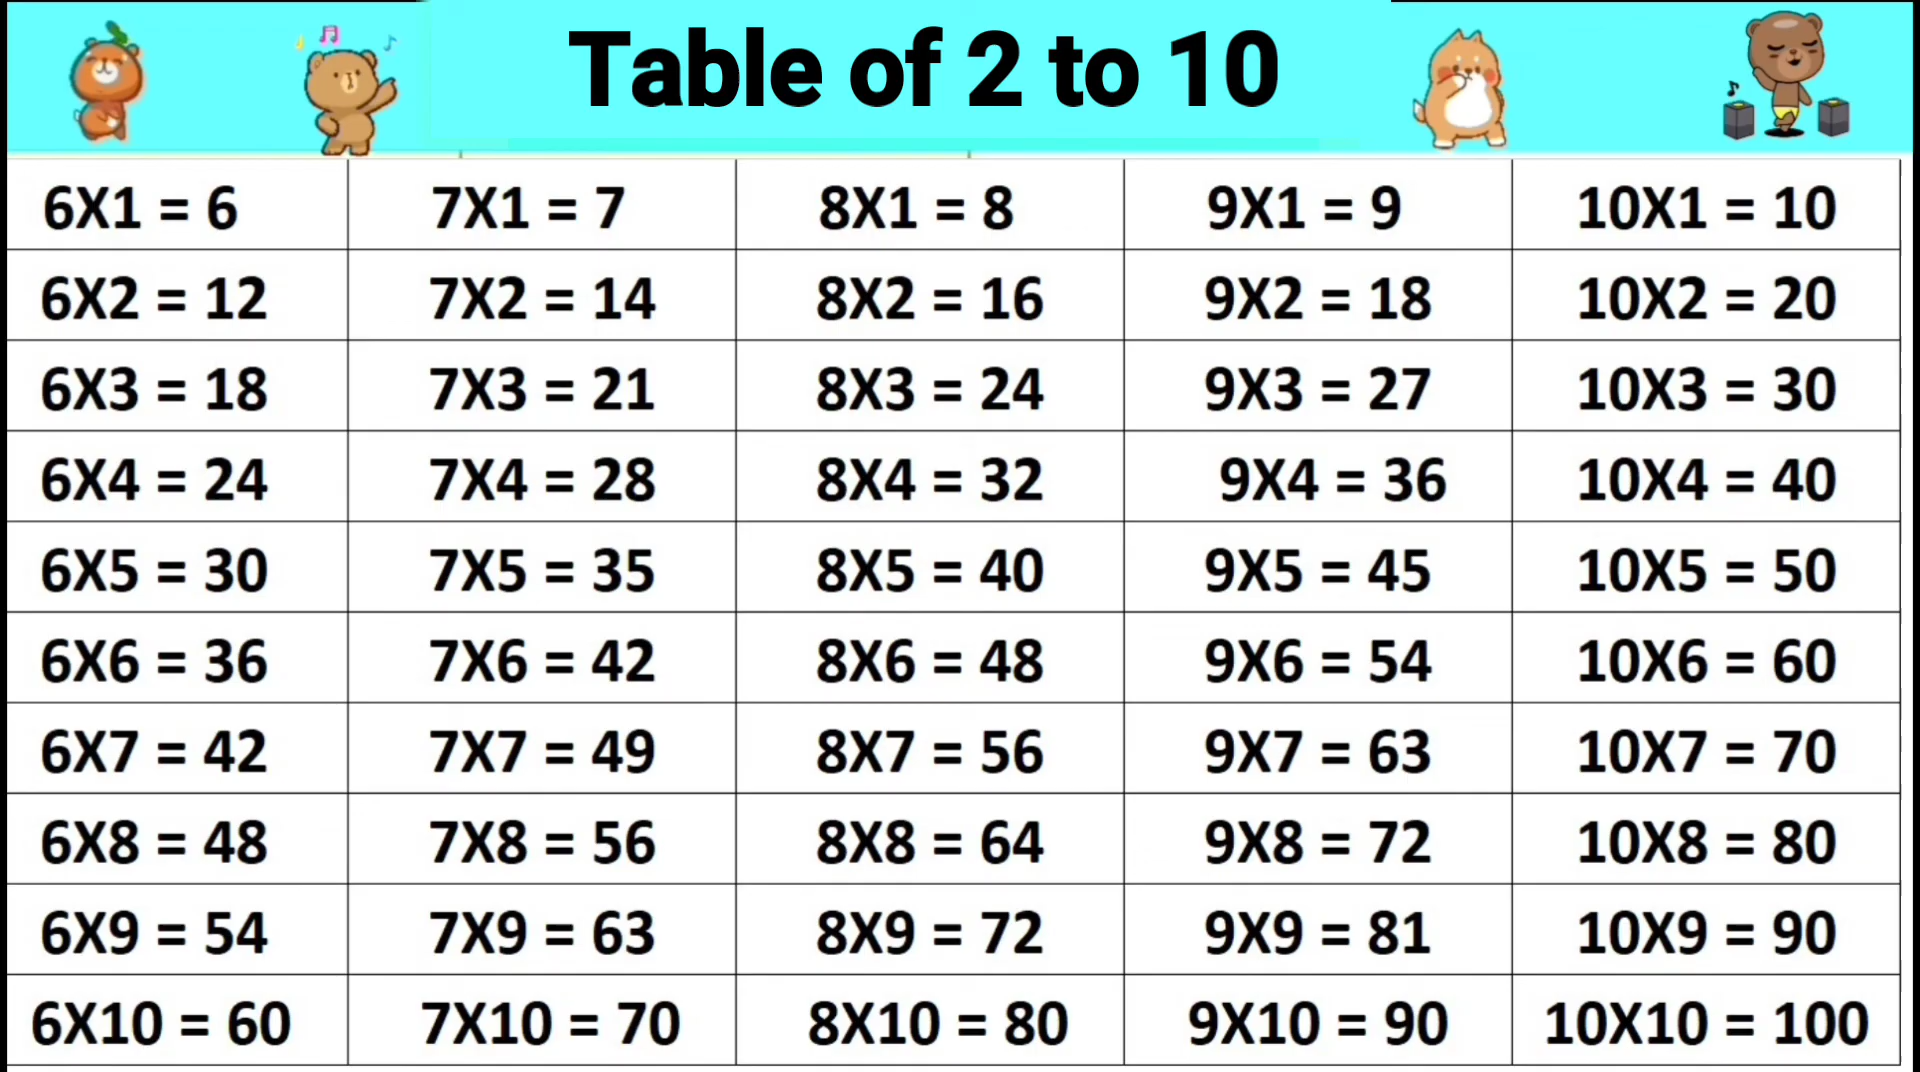 Table of 2 to 10
6X1 = 6 7X1 = 7 8X1 = 8 9X1 = 9 10X1 = 10
6X2 = 12 7X2 = 14 8X2 = 16 9X2 = 18 10X2 = 20
6X3 = 18 7X3 = 21 8X3 = 24 9X3 = 27 10X3 = 30
6X4 = 24 7X4 = 28 8X4 = 32 9X4 = 36 10X4 = 40
6X5 = 30 7X5 = 35 8X5 = 40 9X5 = 45 10X5 = 50
6X6 = 36 7X6 = 42 8X6 = 48 9X6 = 54 10X6 = 60
6X7 = 42 7X7 = 49 8X7 = 56 9X7 = 63 10X7 = 70
6X8 = 48 7X8 = 56 8X8 = 64 9X8 = 72 10X8 = 80
6X9 = 54 7X9 = 63 8X9 = 72 9X9 = 81 10X9 = 90
6X10 = 60 7X10 = 70 8X10 = 80 9X10 = 90 10X10 = 100